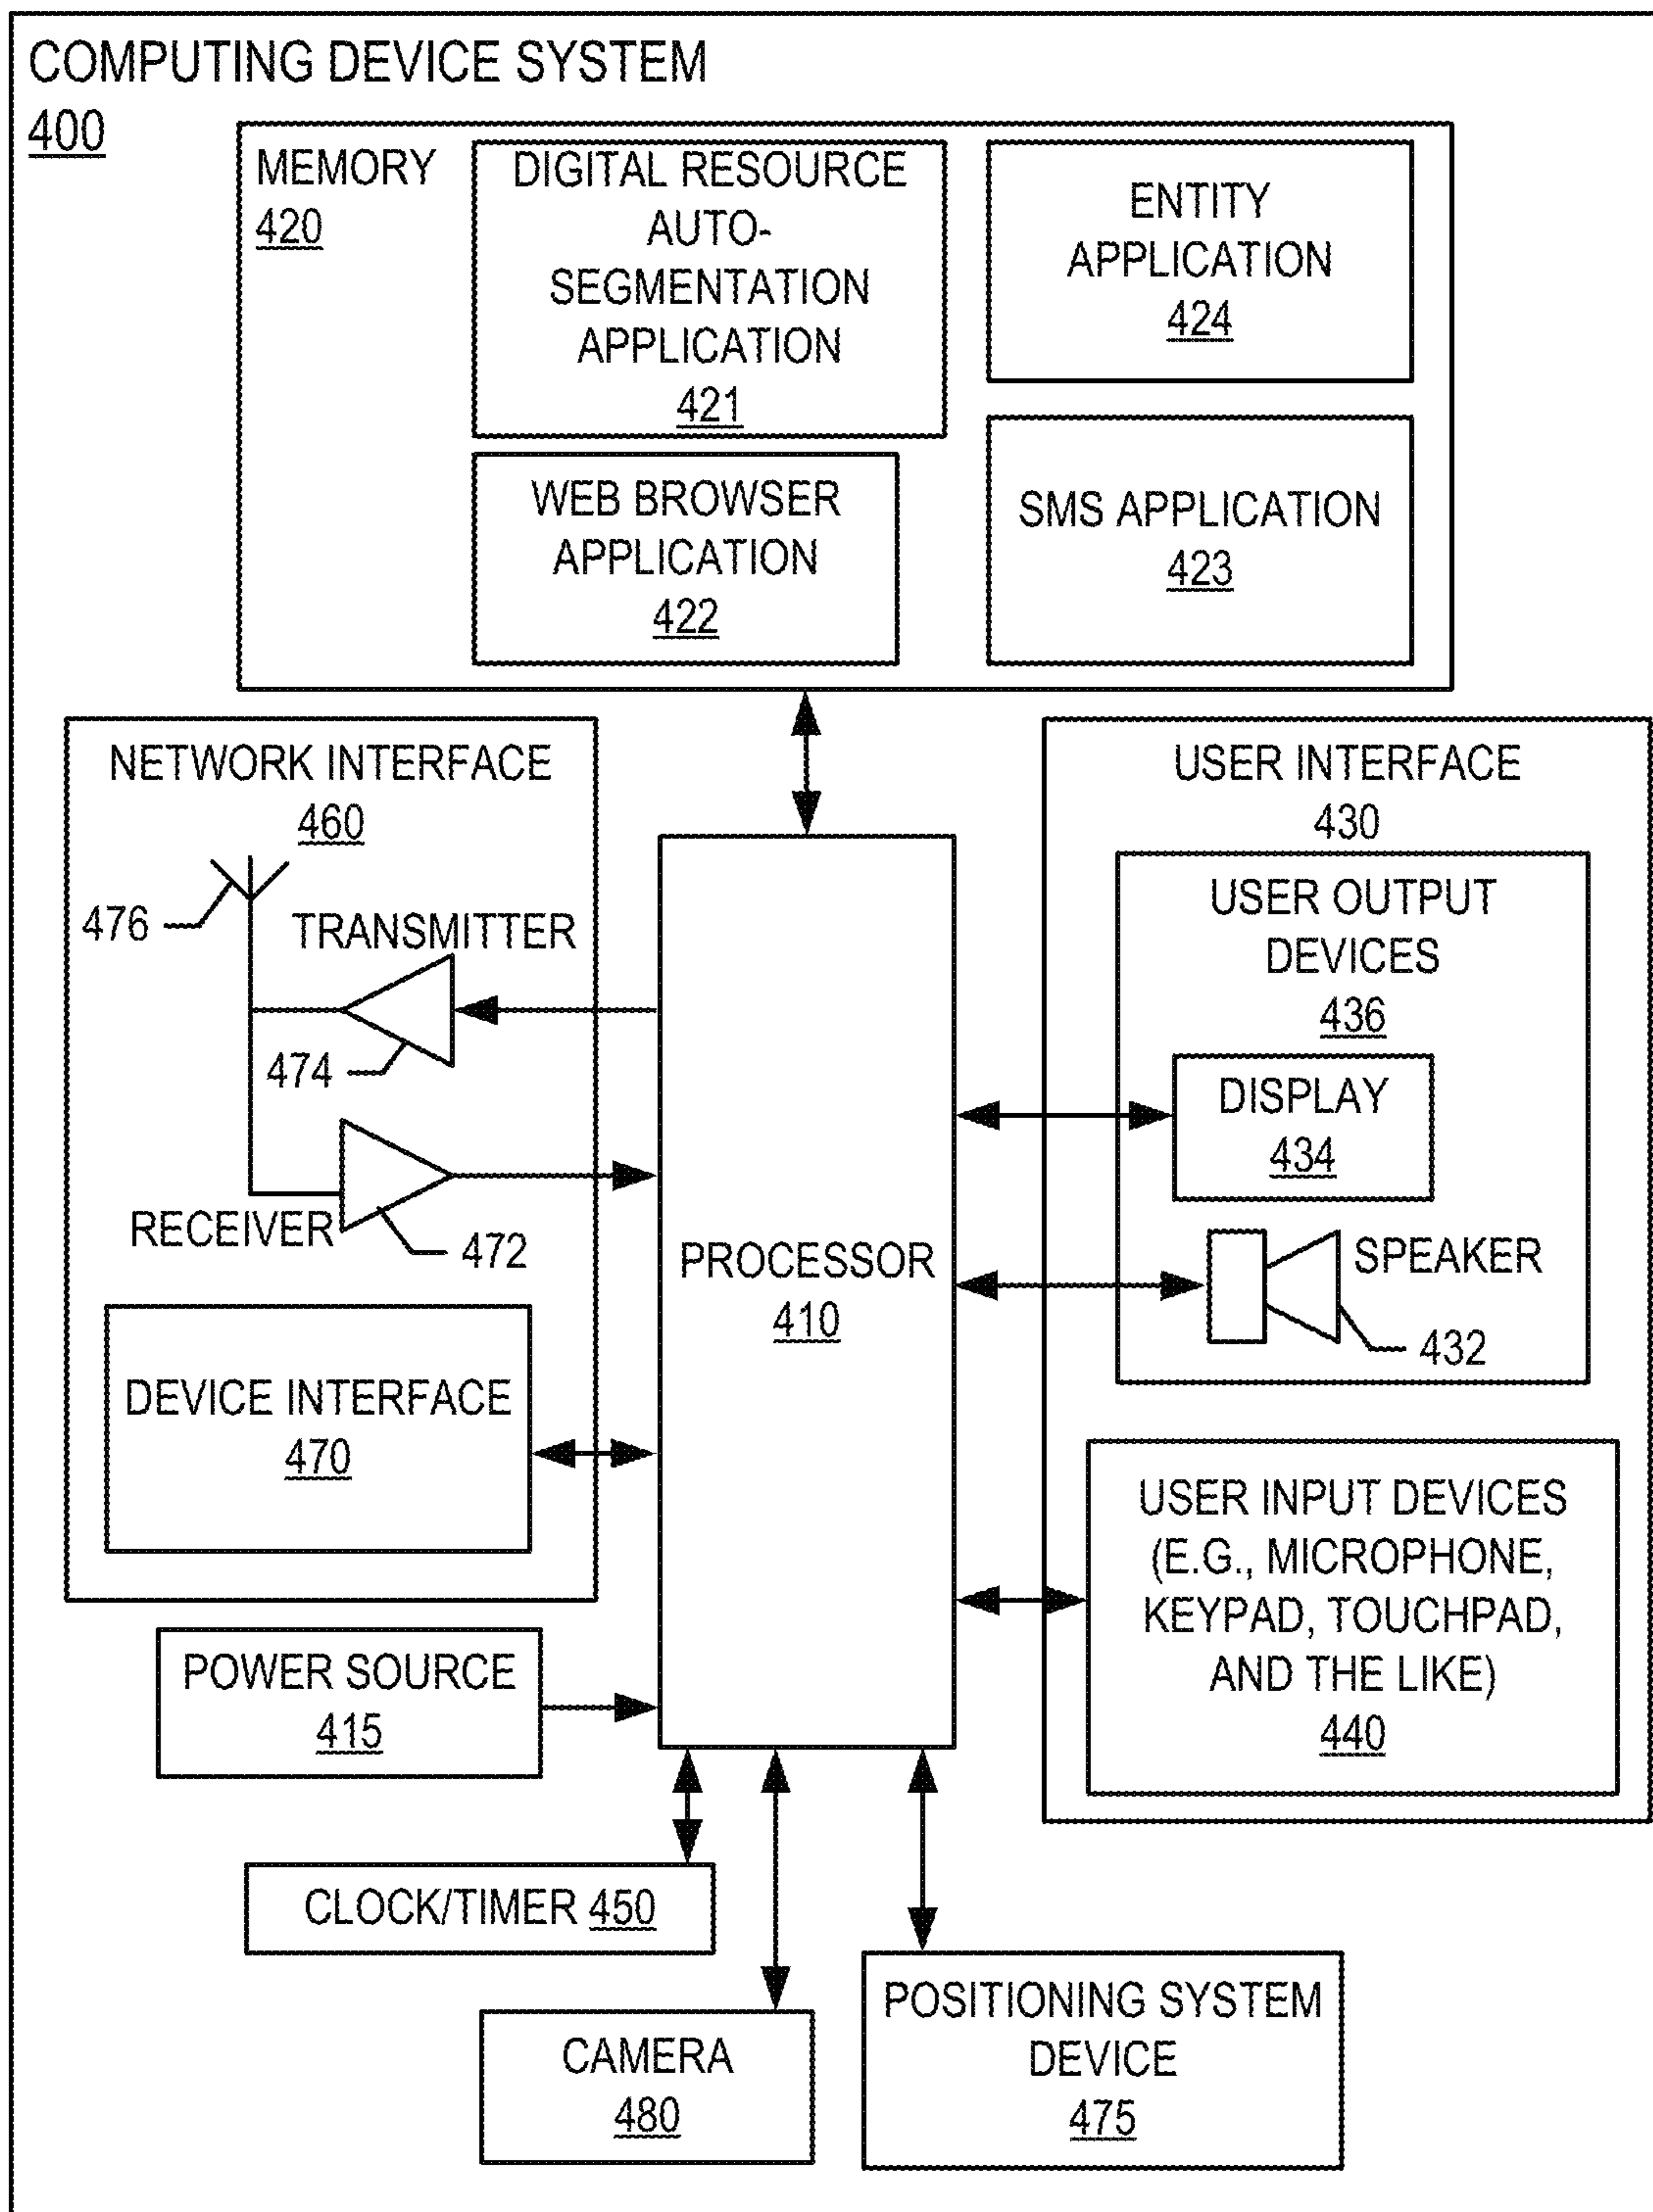 COMPUTING DEVICE SYSTEM
400
MEMORY
420
DIGITAL RESOURCE
AUTO-
SEGMENTATION
APPLICATION
421
ENTITY
APPLICATION
424
WEB BROWSER
APPLICATION
422
SMS APPLICATION
423
NETWORK INTERFACE
460
476
TRANSMITTER
474
RECEIVER
472
DEVICE INTERFACE
470
PROCESSOR
410
USER INTERFACE
430
USER OUTPUT
DEVICES
436
DISPLAY
434
SPEAKER
432
USER INPUT DEVICES
(E.G., MICROPHONE,
KEYPAD, TOUCHPAD,
AND THE LIKE)
440
POWER SOURCE
415
CLOCK/TIMER 450
CAMERA
480
POSITIONING SYSTEM
DEVICE
475